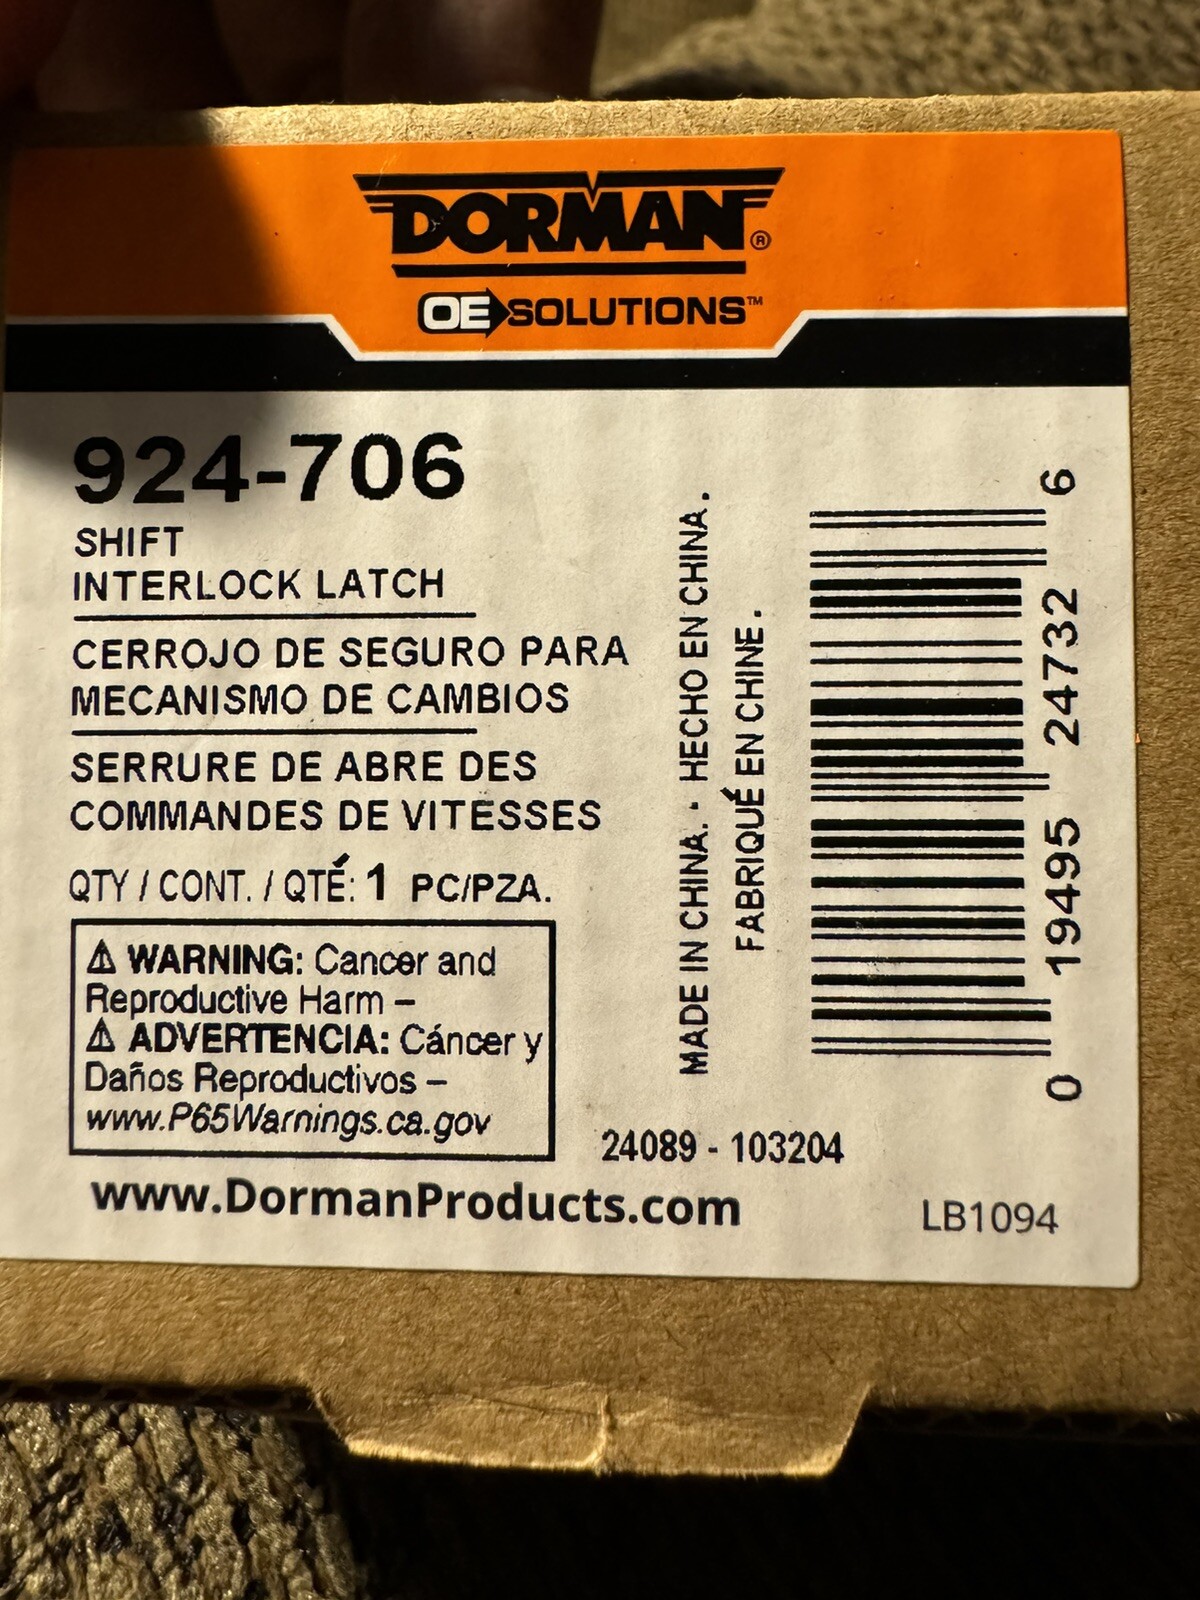 DORMAN®
OE SOLUTIONS™
924-706
SHIFT
INTERLOCK LATCH
CERROJO DE SEGURO PARA
MECANISMO DE CAMBIOS
SERRURE DE ABRE DES
COMMANDES DE VITESSES
QTY / CONT. / QTÉ: 1 PC/PZA.
⚠ WARNING: Cancer and
Reproductive Harm –
⚠ ADVERTENCIA: Cáncer y
Daños Reproductivos –
www.P65Warnings.ca.gov
MADE IN CHINA. · HECHO EN CHINA.
FABRIQUÉ EN CHINE.
0 19495 24732 6
24089 - 103204
www.DormanProducts.com
LB1094